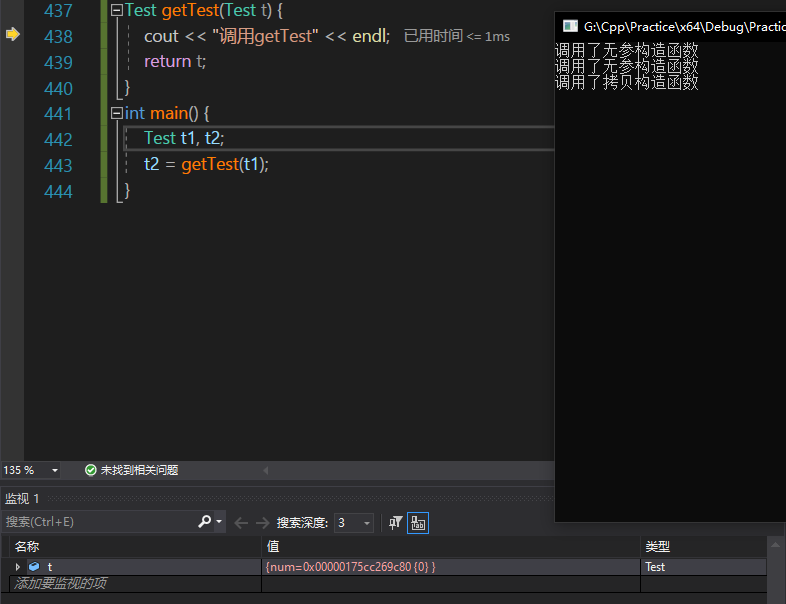 437 Test getTest(Test t) {
438 cout << "调用getTest" << endl; 已用时间 <= 1ms
439 return t;
440 }
441 int main() {
442 Test t1, t2;
443 t2 = getTest(t1);
444 }
G:\Cpp\Practice\x64\Debug\Practic
调用了无参构造函数
调用了无参构造函数
调用了拷贝构造函数
135 % 未找到相关问题
监视 1
搜索(Ctrl+E) 搜索深度: 3
名称 值 类型
t {num=0x00000175cc269c80 {0} } Test
添加要监视的项